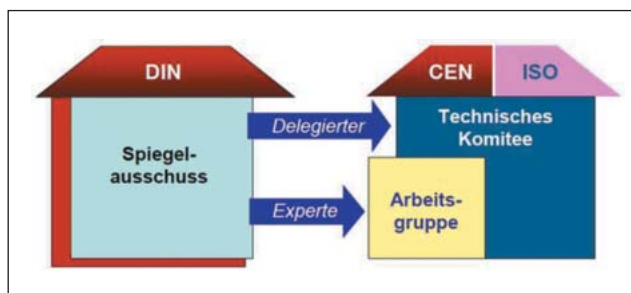 DIN
Spiegel-
ausschuss
Delegierter
Experte
CEN
ISO
Technisches
Komitee
Arbeits-
gruppe